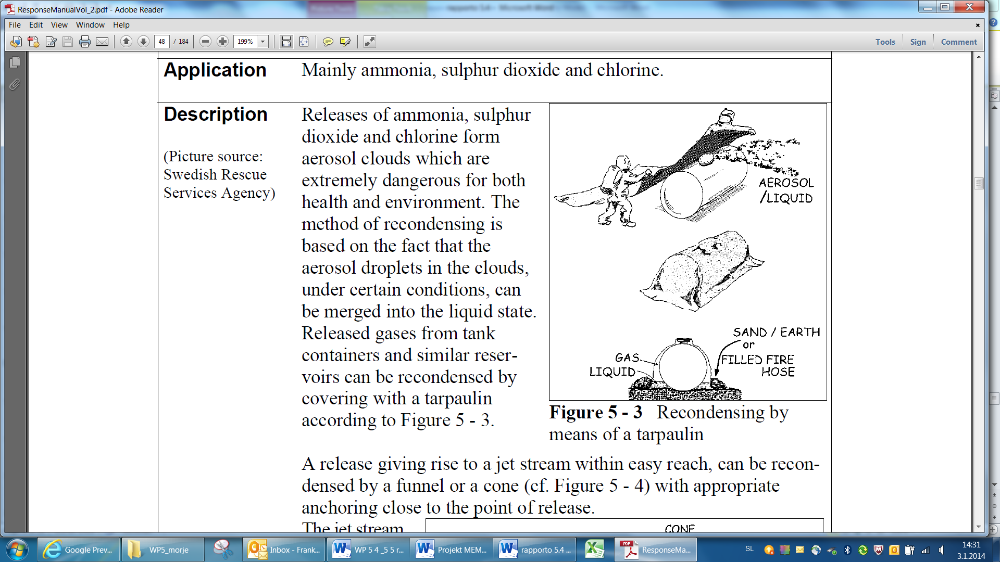 ResponseManualVol_2.pdf - Adobe Reader
File Edit View Window Help
48 / 184 199% Tools Sign Comment
Application Mainly ammonia, sulphur dioxide and chlorine.
Description
(Picture source:
Swedish Rescue
Services Agency)
Releases of ammonia, sulphur
dioxide and chlorine form
aerosol clouds which are
extremely dangerous for both
health and environment. The
method of recondensing is
based on the fact that the
aerosol droplets in the clouds,
under certain conditions, can
be merged into the liquid state.
Released gases from tank
containers and similar reser-
voirs can be recondensed by
covering with a tarpaulin
according to Figure 5 - 3.
AEROSOL
/LIQUID
SAND / EARTH
or
FILLED FIRE
HOSE
GAS
LIQUID
Figure 5 - 3 Recondensing by
means of a tarpaulin
A release giving rise to a jet stream within easy reach, can be recon-
densed by a funnel or a cone (cf. Figure 5 - 4) with appropriate
anchoring close to the point of release.
The jet stream
CONE
Google Prev... WP5_morje Inbox - Frank... WP 5 4 _5 5 r... Projekt MEM... rapporto 5.4 ... PDF ResponseMa... SL 14:31
3.1.2014